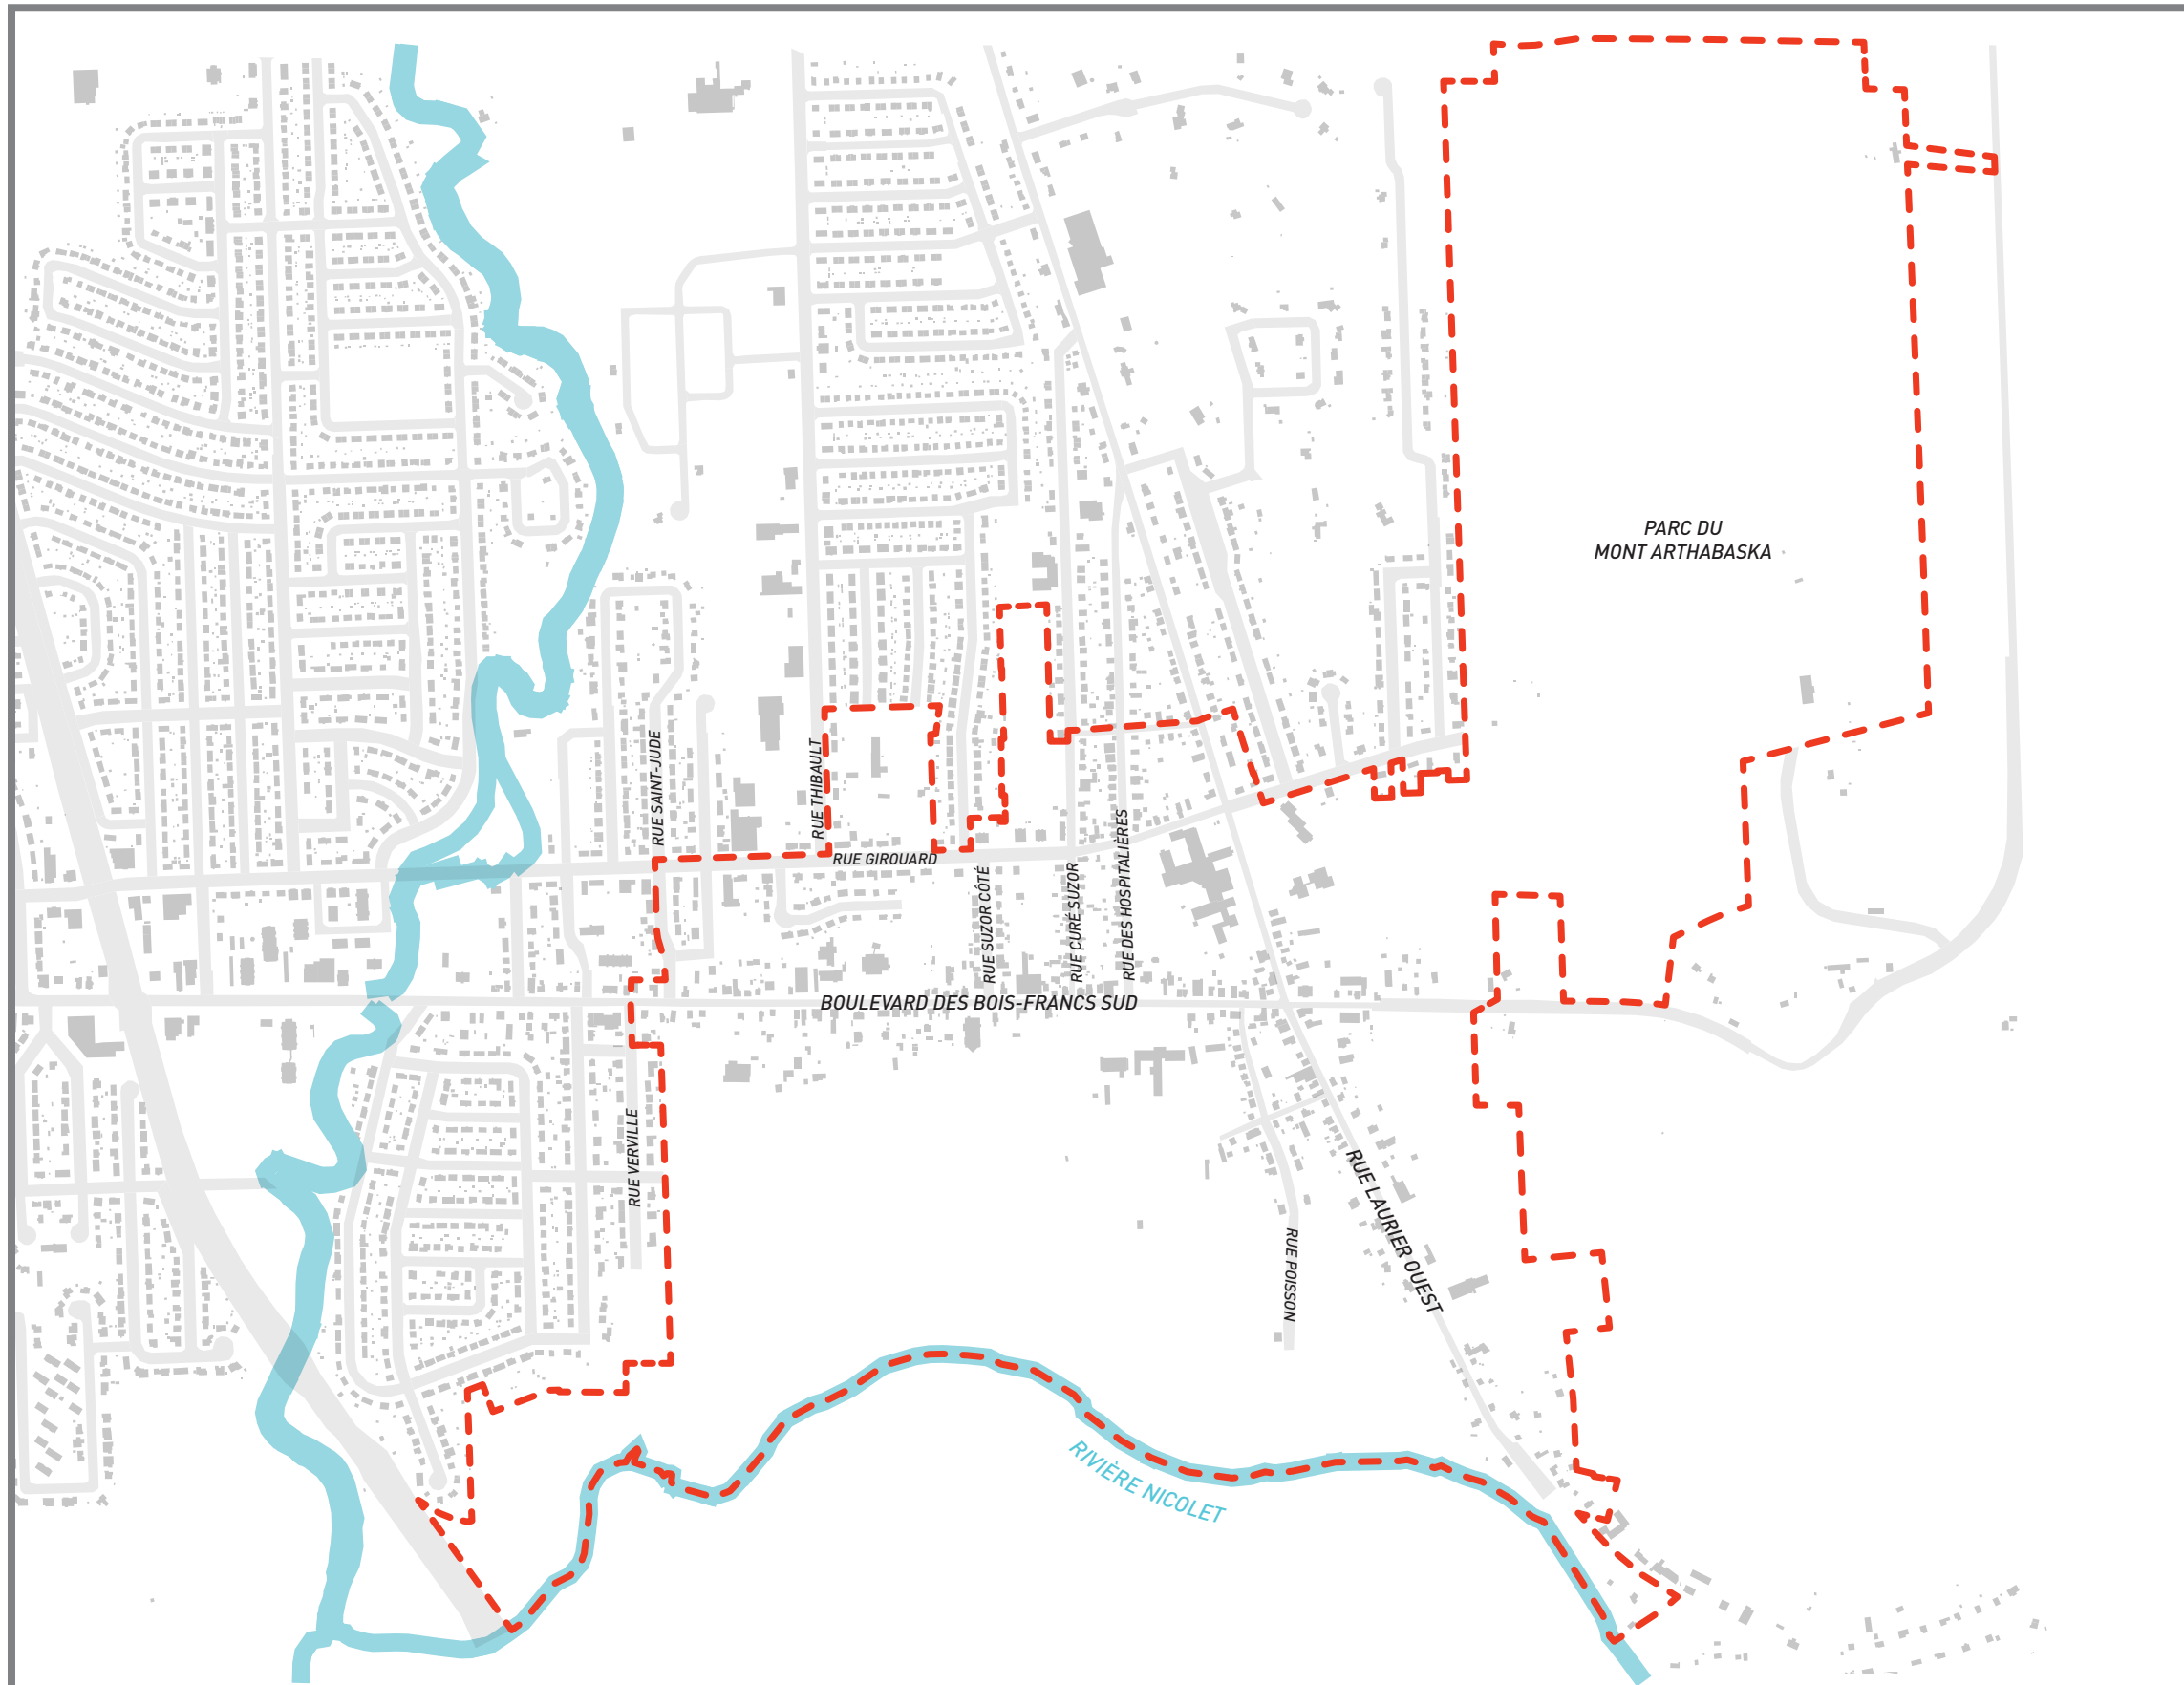 PARC DU
MONT ARTHABASKA
RUE SAINT-JUDE
RUE THIBAULT
RUE GIROUARD
RUE SUZOR CÔTÉ
RUE CURÉ SUZOR
RUE DES HOSPITALIÈRES
BOULEVARD DES BOIS-FRANCS SUD
RUE VERVILLE
RUE LAURIER OUEST
RUE POISSON
RIVIÈRE NICOLET